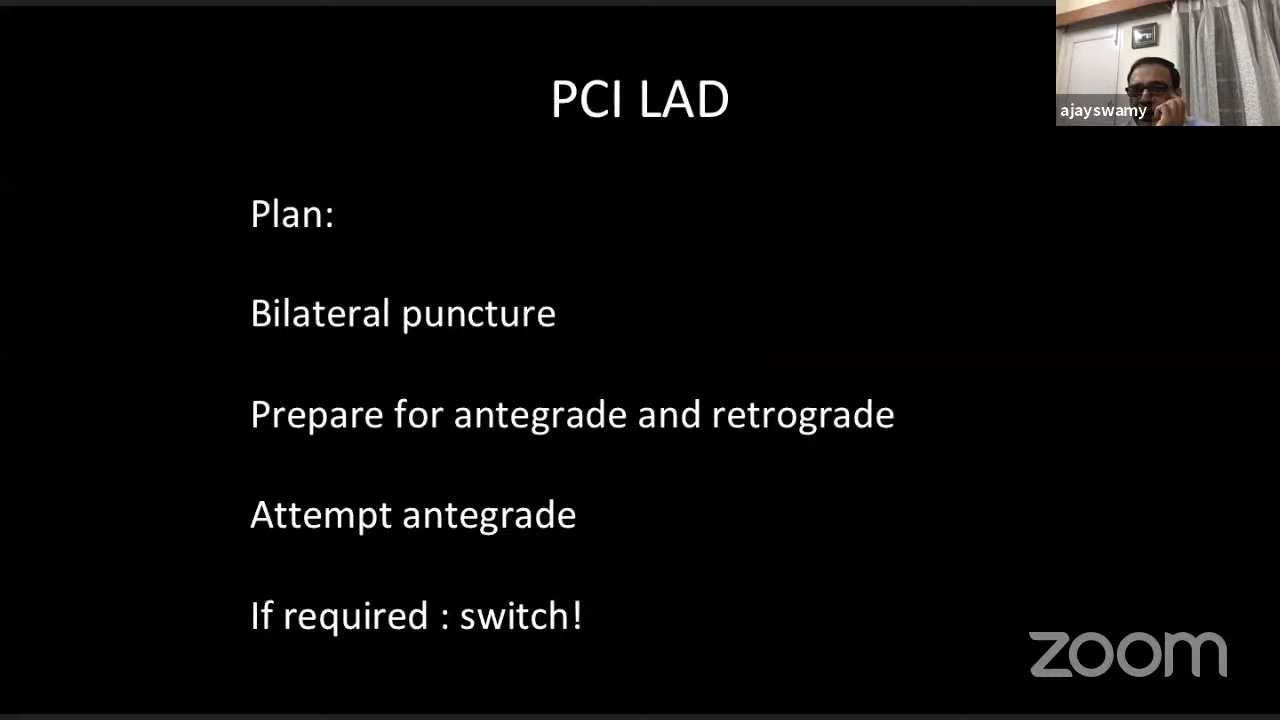 PCI LAD
ajayswamy
Plan:
Bilateral puncture
Prepare for antegrade and retrograde
Attempt antegrade
If required : switch!
zoom